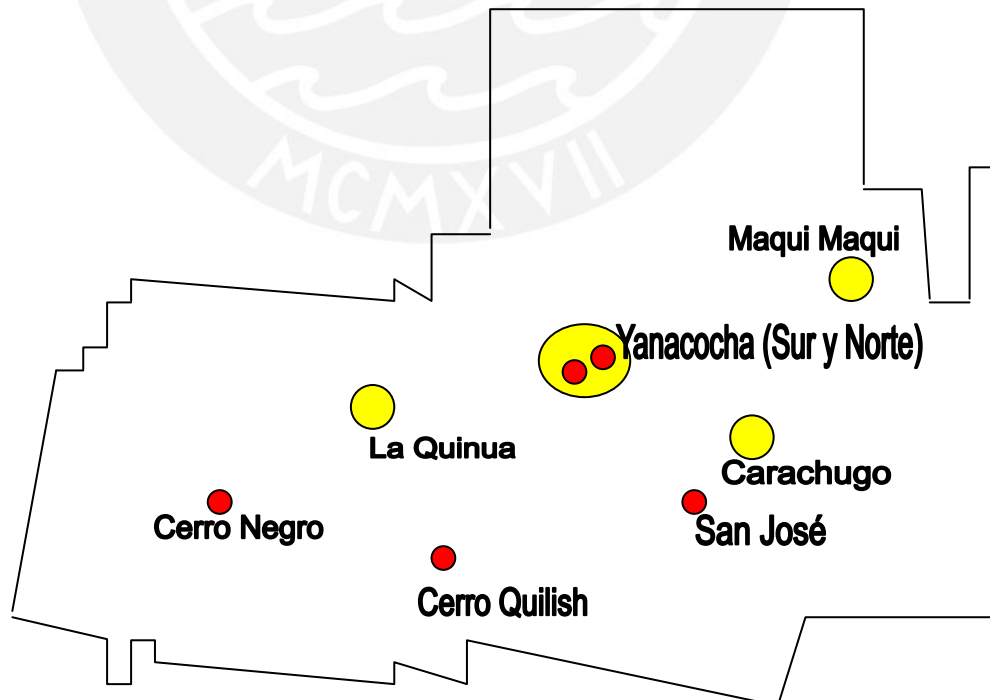 MCMXVII
Maqui Maqui
Yanacocha (Sur y Norte)
La Quinua
Carachugo
Cerro Negro
San José
Cerro Quilish